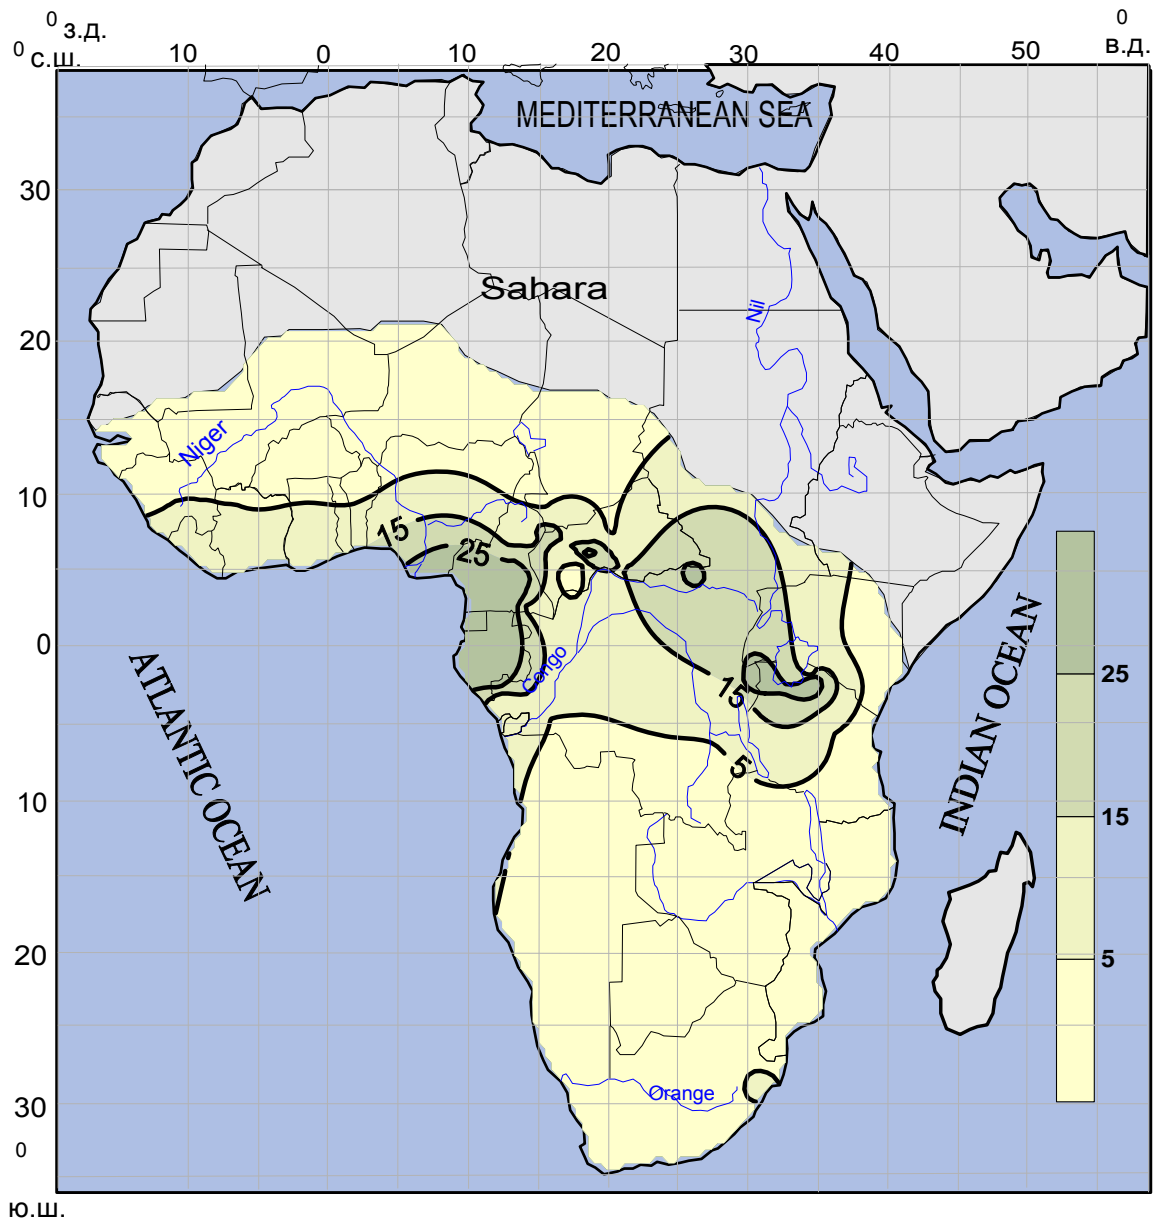 0 з.д.
0 с.ш.
10 0 10 20 30 40 50
0 в.д.
MEDITERRANEAN SEA
30
Sahara
Nil
20
Niger
10
15
25
0
Congo
15
5
ATLANTIC OCEAN
INDIAN OCEAN
25
15
5
10
20
Orange
30
0
ю.ш.